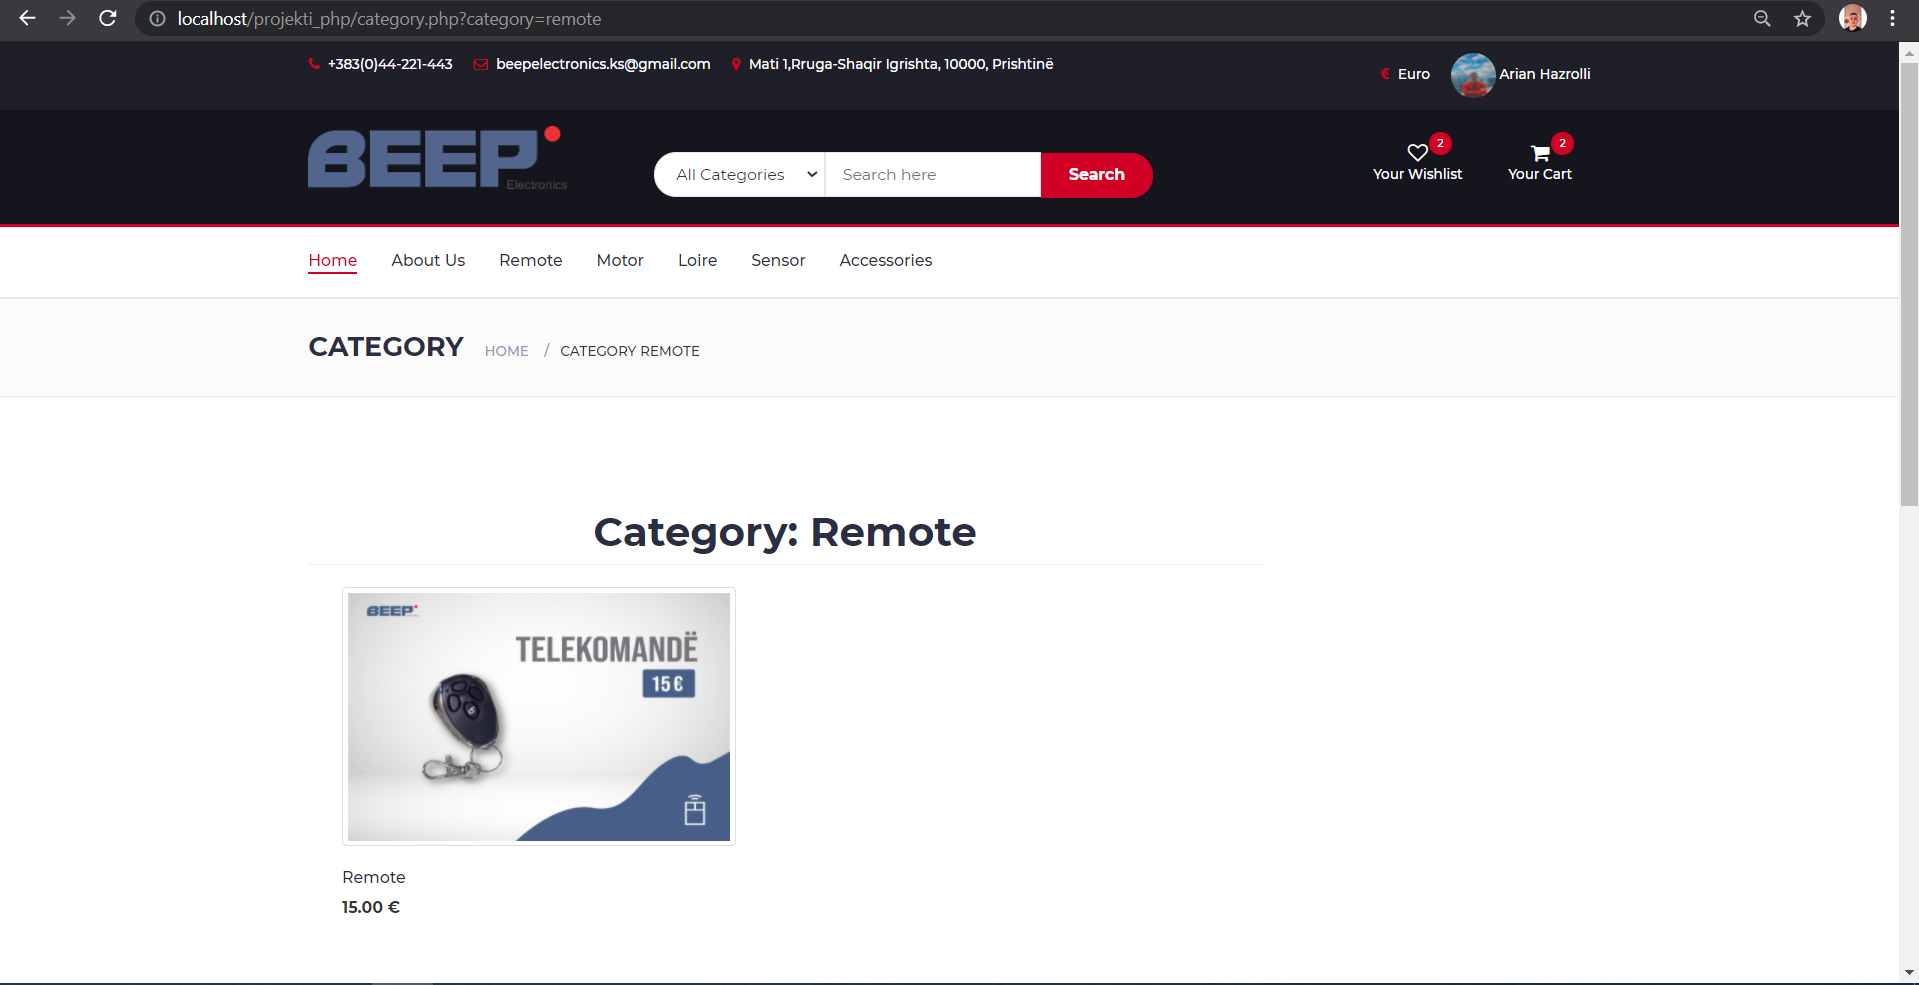 localhost/projekti_php/category.php?category=remote
+383(0)44-221-443 beepelectronics.ks@gmail.com Mati 1,Rruga-Shaqir Igrishta, 10000, Prishtinë
€ Euro Arian Hazrolli
BEEP
Electronics
All Categories Search here Search
2 2
Your Wishlist Your Cart
Home About Us Remote Motor Loire Sensor Accessories
CATEGORY HOME / CATEGORY REMOTE
Category: Remote
BEEP
TELEKOMANDË
15€
Remote
15.00 €